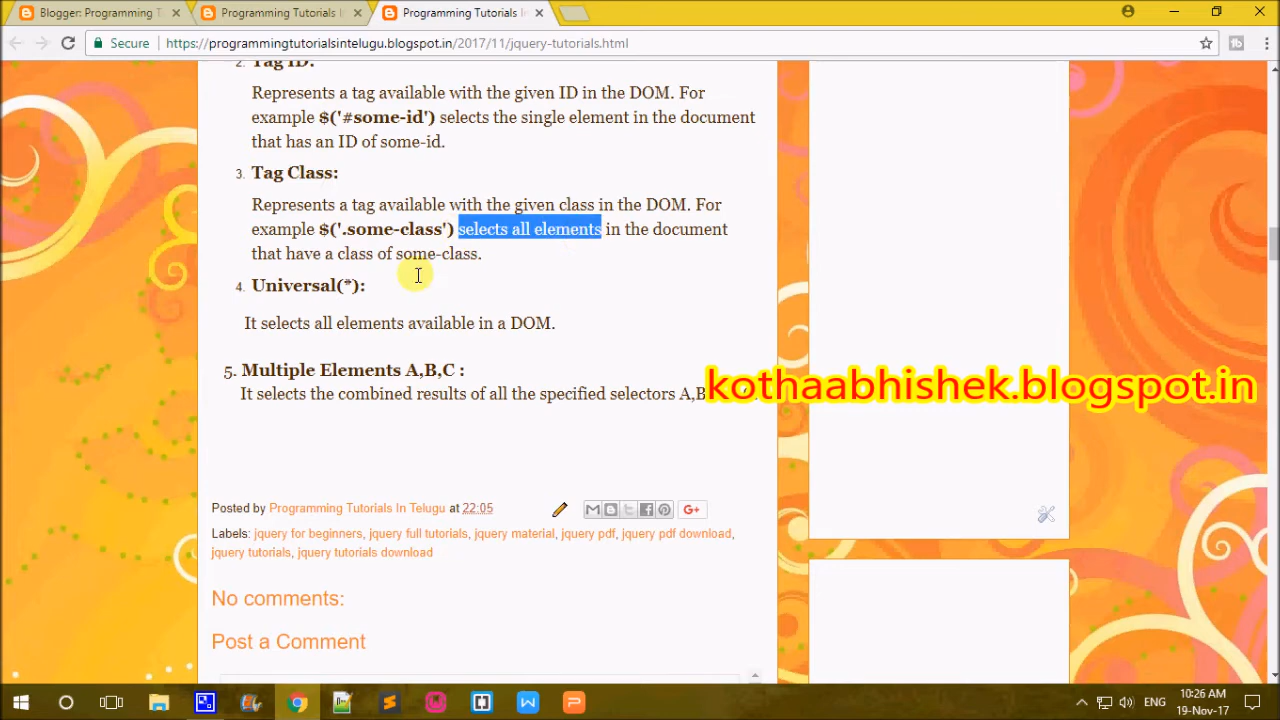 Blogger: Programming T
Programming Tutorials I
Programming Tutorials I
Secure
https://programmingtutorialsintelugu.blogspot.in/2017/11/jquery-tutorials.html
2. Tag ID:
Represents a tag available with the given ID in the DOM. For
example $('#some-id') selects the single element in the document
that has an ID of some-id.
3. Tag Class:
Represents a tag available with the given class in the DOM. For
example $('.some-class') selects all elements in the document
that have a class of some-class.
4. Universal(*):
It selects all elements available in a DOM.
5. Multiple Elements A,B,C :
It selects the combined results of all the specified selectors A,B
kothaabhishek.blogspot.in
Posted by Programming Tutorials In Telugu at 22:05
G+
Labels: jquery for beginners, jquery full tutorials, jquery material, jquery pdf, jquery pdf download,
jquery tutorials, jquery tutorials download
No comments:
Post a Comment
ENG
10:26 AM
19-Nov-17